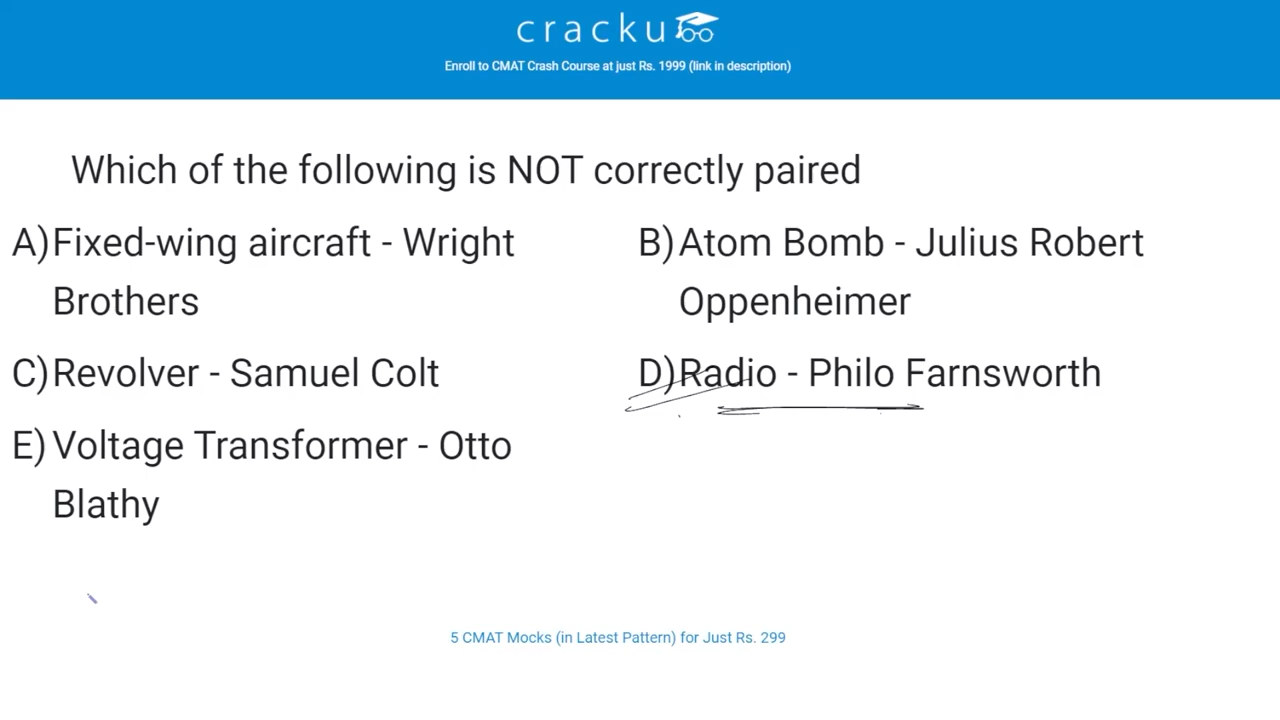 cracku
Enroll to CMAT Crash Course at just Rs. 1999 (link in description)
Which of the following is NOT correctly paired
A) Fixed-wing aircraft - Wright
Brothers
B) Atom Bomb - Julius Robert
Oppenheimer
C) Revolver - Samuel Colt
D) Radio - Philo Farnsworth
E) Voltage Transformer - Otto
Blathy
5 CMAT Mocks (in Latest Pattern) for Just Rs. 299